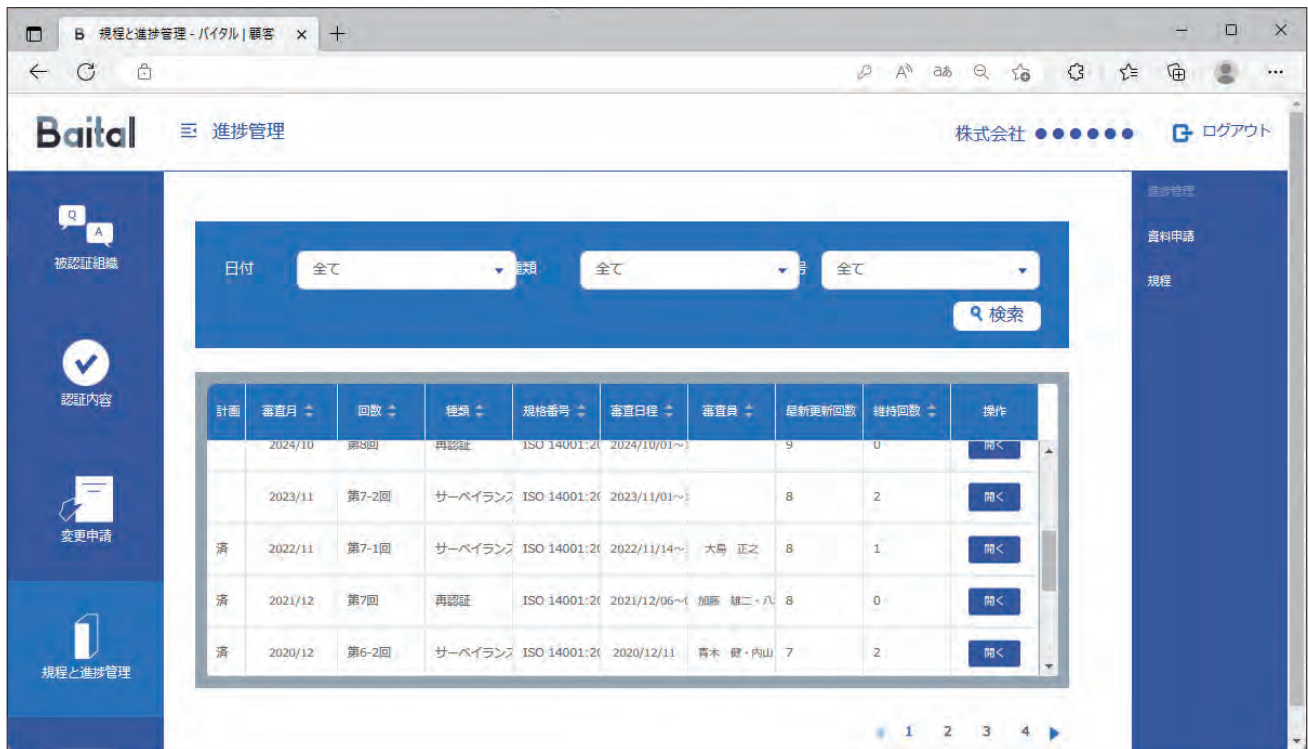 B 規程と進捗管理 - バイタル | 顧客
Baital 進捗管理 株式会社 ●●●●●● ログアウト
進捗管理
資料申請
規程
Q
A
被認証組織
認証内容
変更申請
規程と進捗管理
日付 全て 種類 全て 号 全て
検索
計画 審査月 回数 種類 規格番号 審査日程 審査員 最新更新回数 維持回数 操作
2024/10 第8回 再認証 ISO 14001:20 2024/10/01～1 9 0 開く
2023/11 第7-2回 サーベイランス ISO 14001:20 2023/11/01～1 8 2 開く
済 2022/11 第7-1回 サーベイランス ISO 14001:20 2022/11/14～ 大島 正之 8 1 開く
済 2021/12 第7回 再認証 ISO 14001:20 2021/12/06～0 加藤 雄二・八 8 0 開く
済 2020/12 第6-2回 サーベイランス ISO 14001:20 2020/12/11 青木 健・内山 7 2 開く
1 2 3 4